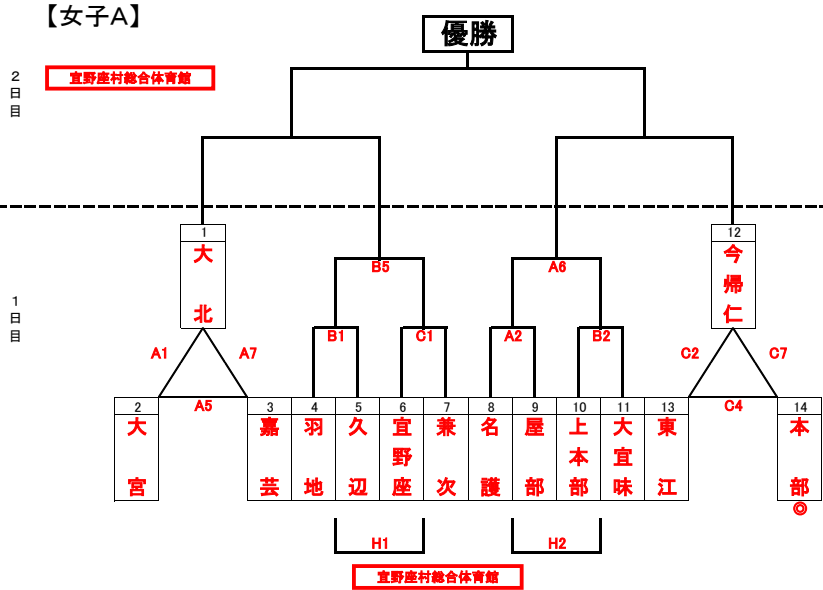 【女子A】
優勝
2日目
宜野座村総合体育館
1
大北
12
今帰仁
1日目
B5
A6
B1
C1
A2
B2
A1
A7
C2
C7
A5
C4
2
大宮
3
嘉芸
4
羽地
5
久辺
6
宜野座
7
兼次
8
名護
9
屋部
10
上本部
11
大宜味
13
東江
14
本部
◎
H1
H2
宜野座村総合体育館